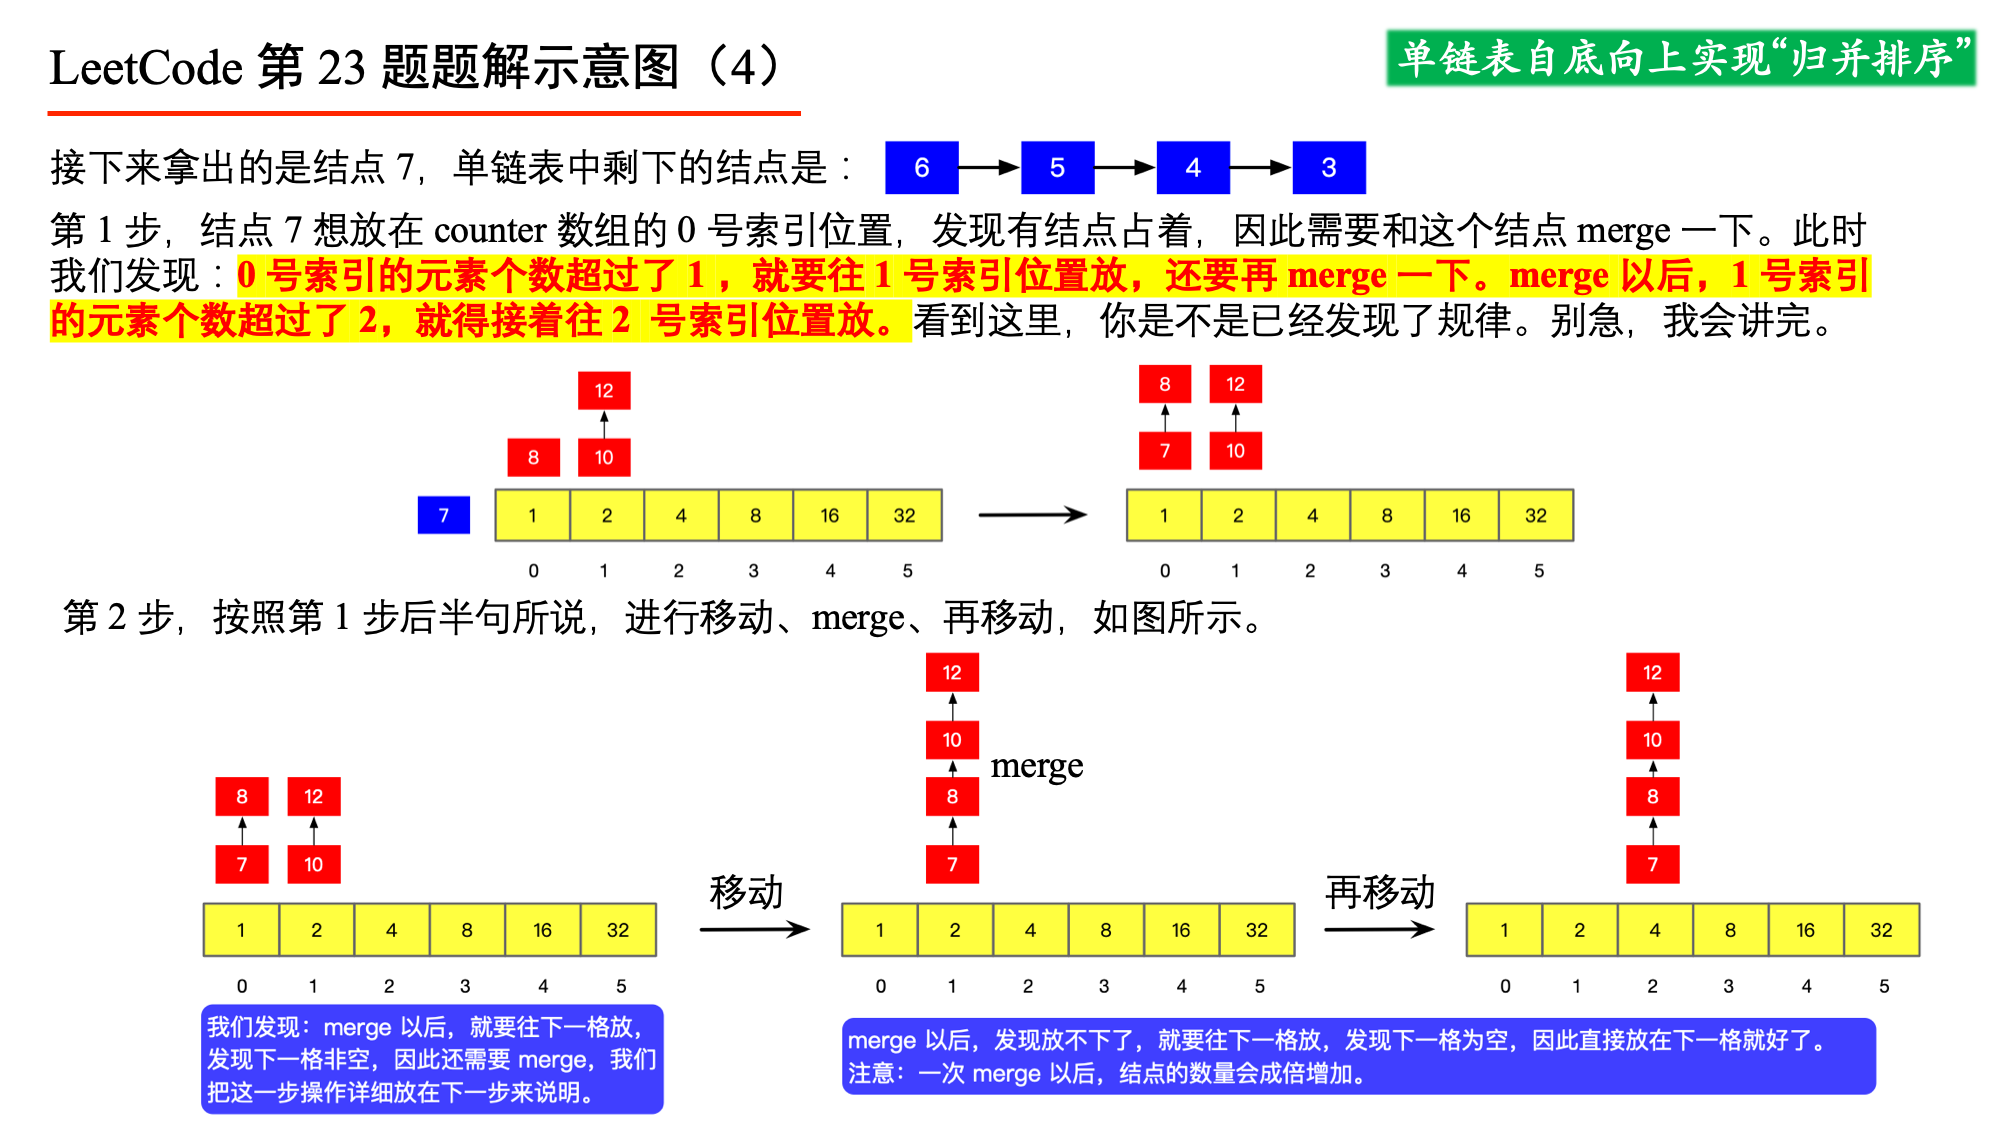 LeetCode 第 23 题题解示意图（4）
单链表自底向上实现“归并排序”
接下来拿出的是结点 7，单链表中剩下的结点是：
6 5 4 3
第 1 步，结点 7 想放在 counter 数组的 0 号索引位置，发现有结点占着，因此需要和这个结点 merge 一下。此时
我们发现：0 号索引的元素个数超过了 1 ，就要往 1 号索引位置放，还要再 merge 一下。merge 以后，1 号索引
的元素个数超过了 2，就得接着往 2 号索引位置放。看到这里，你是不是已经发现了规律。别急，我会讲完。
12
8 10
7 1 2 4 8 16 32
0 1 2 3 4 5
8 12
7 10
1 2 4 8 16 32
0 1 2 3 4 5
第 2 步，按照第 1 步后半句所说，进行移动、merge、再移动，如图所示。
8 12
7 10
1 2 4 8 16 32
0 1 2 3 4 5
我们发现：merge 以后，就要往下一格放，
发现下一格非空，因此还需要 merge，我们
把这一步操作详细放在下一步来说明。
移动
12
10
merge
8
7
1 2 4 8 16 32
0 1 2 3 4 5
再移动
12
10
8
7
1 2 4 8 16 32
0 1 2 3 4 5
merge 以后，发现放不下了，就要往下一格放，发现下一格为空，因此直接放在下一格就好了。
注意：一次 merge 以后，结点的数量会成倍增加。